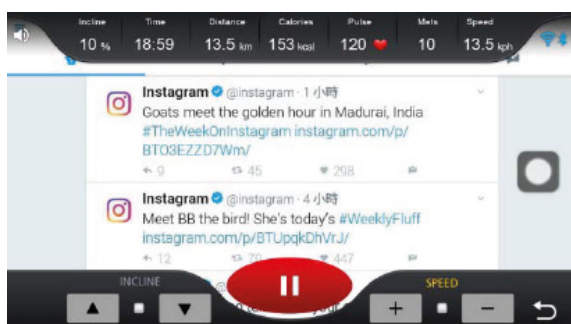 Incline Time Distance Calories Pulse Mets Speed
10 % 18:59 13.5 km 153 kcal 120 10 13.5 kph
Instagram @instagram · 1 小時
Goats meet the golden hour in Madurai, India
#TheWeekOnInstagram instagram.com/p/
BTO3EZZD7Wm/
9 45 298
Instagram @instagram · 4 小時
Meet BB the bird! She's today's #WeeklyFluff
instagram.com/p/BTUpqkDhVrJ/
12 447
INCLINE SPEED